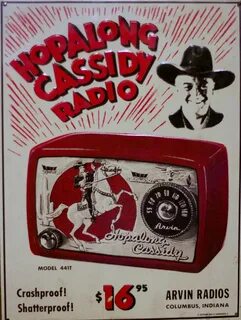 HOPALONG
CASSIDY
RADIO
Arvin
Hopalong
Cassidy
MODEL 441T
Crashproof!
Shatterproof!
$16.95
ARVIN RADIOS
COLUMBUS, INDIANA